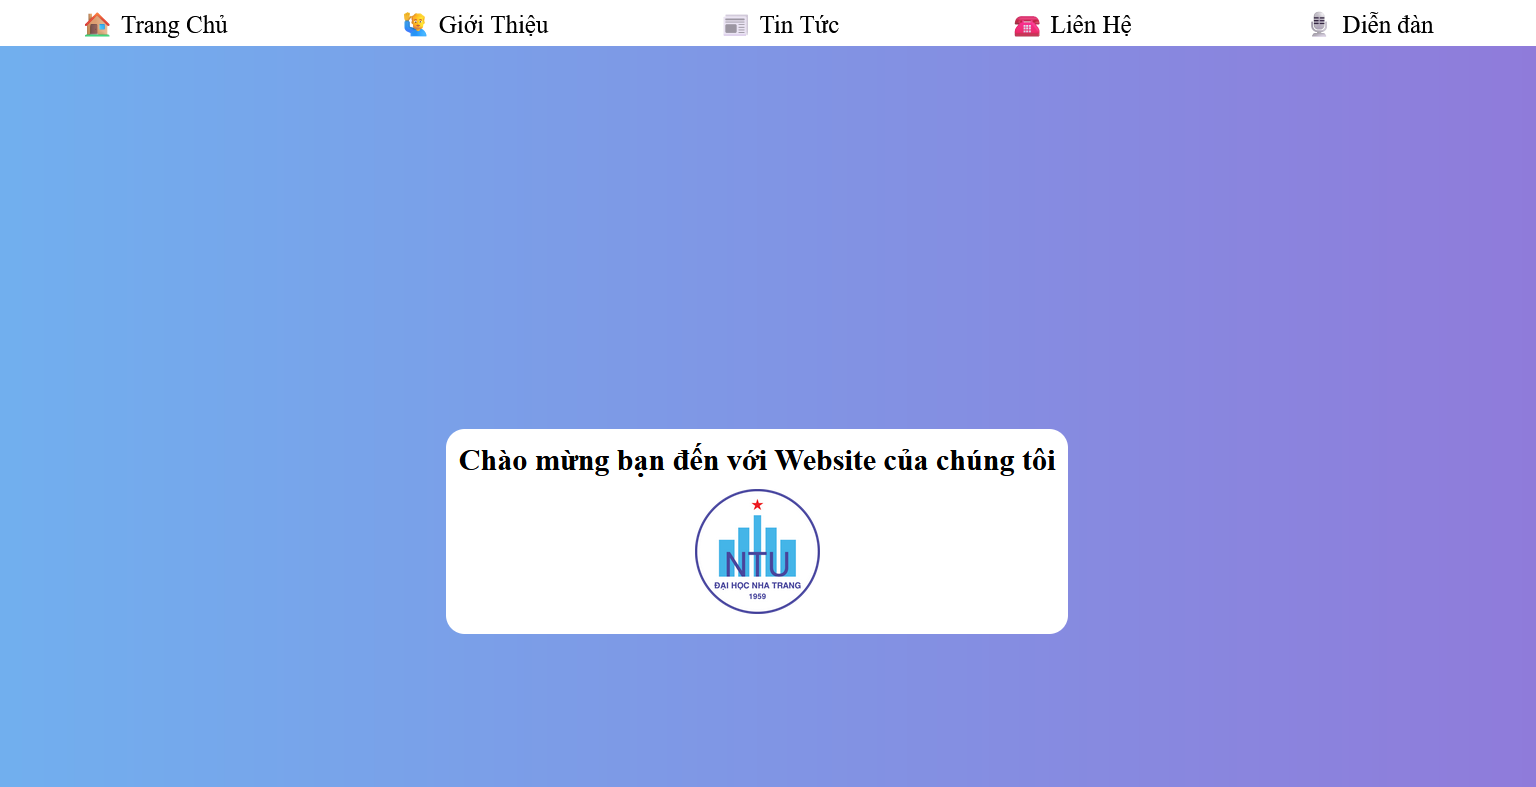 Trang Chủ Giới Thiệu Tin Tức Liên Hệ Diễn đàn
Chào mừng bạn đến với Website của chúng tôi
NTU
ĐẠI HỌC NHA TRANG
1959